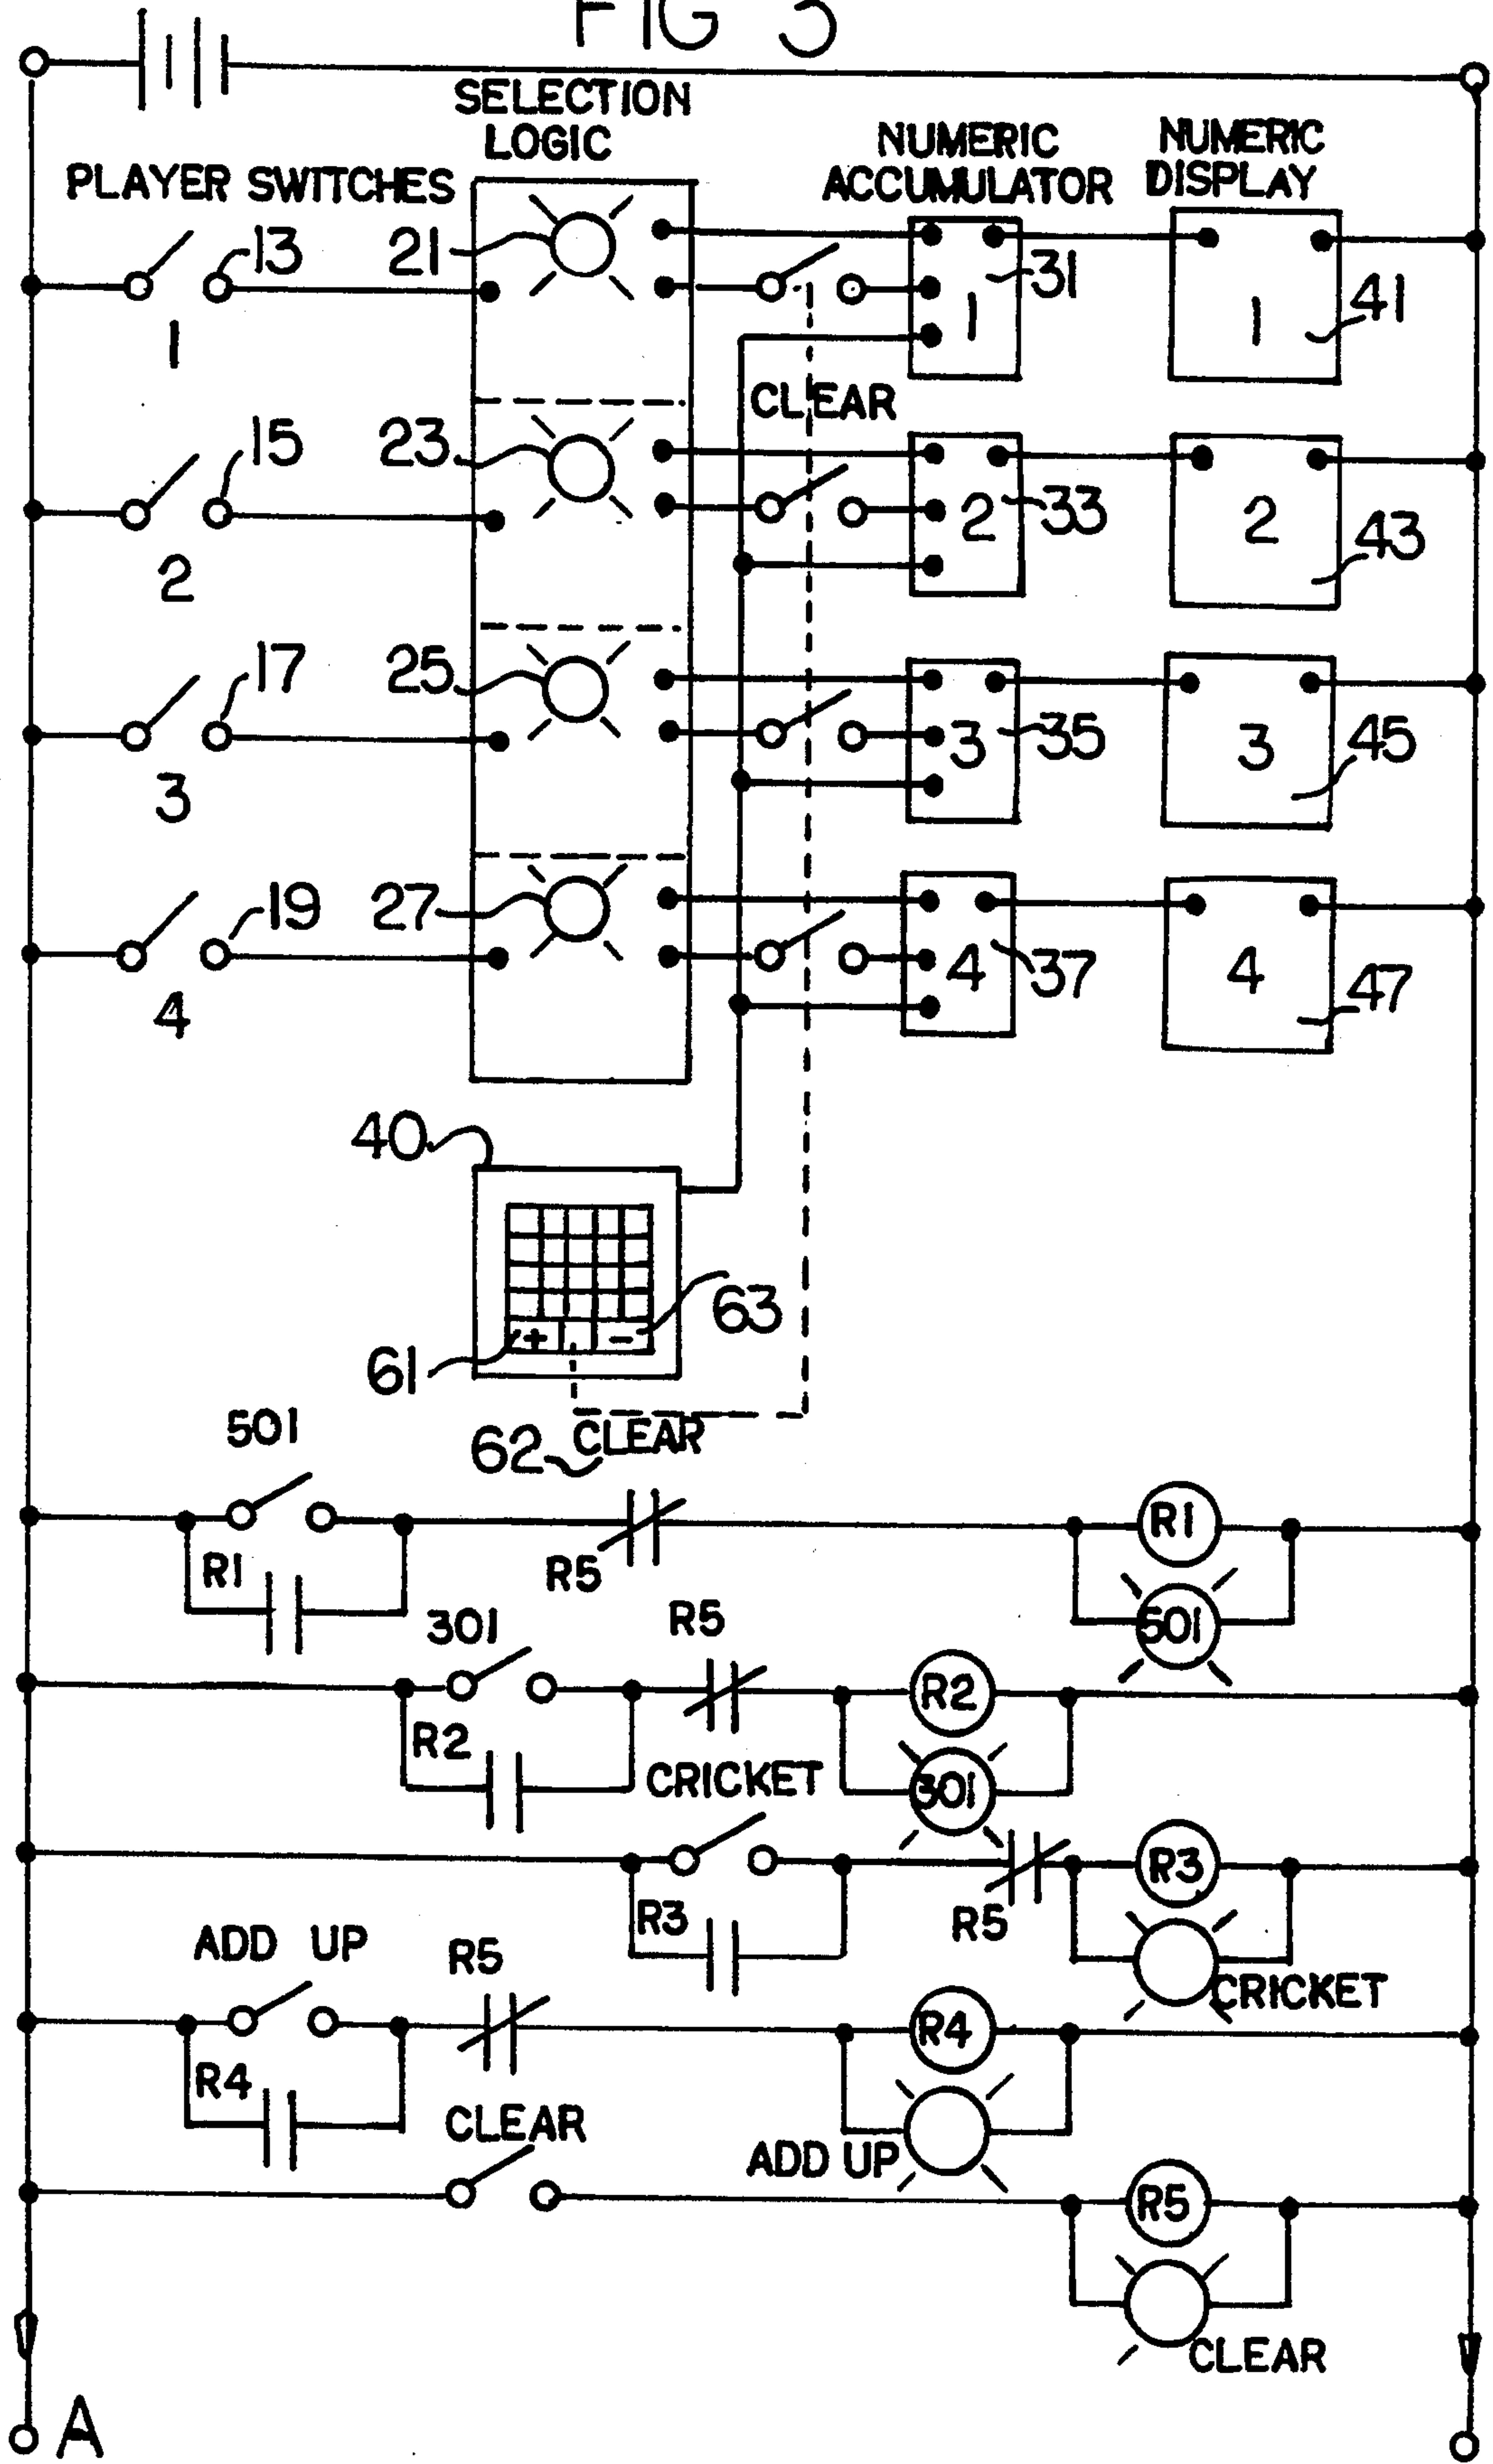 FIG 3
SELECTION
LOGIC
NUMERIC
ACCUMULATOR
NUMERIC
DISPLAY
PLAYER SWITCHES
13
21
31
41
1
1
1
CLEAR
15
23
2
33
2
43
2
17
25
3
35
3
45
3
19
27
4
37
4
47
4
40
63
+
-
61
62 CLEAR
501
R1
R1
R5
501
301
R5
R2
R2
CRICKET
301
R3
R3
R5
ADD UP
R5
CRICKET
R4
R4
CLEAR
ADD UP
R5
CLEAR
A